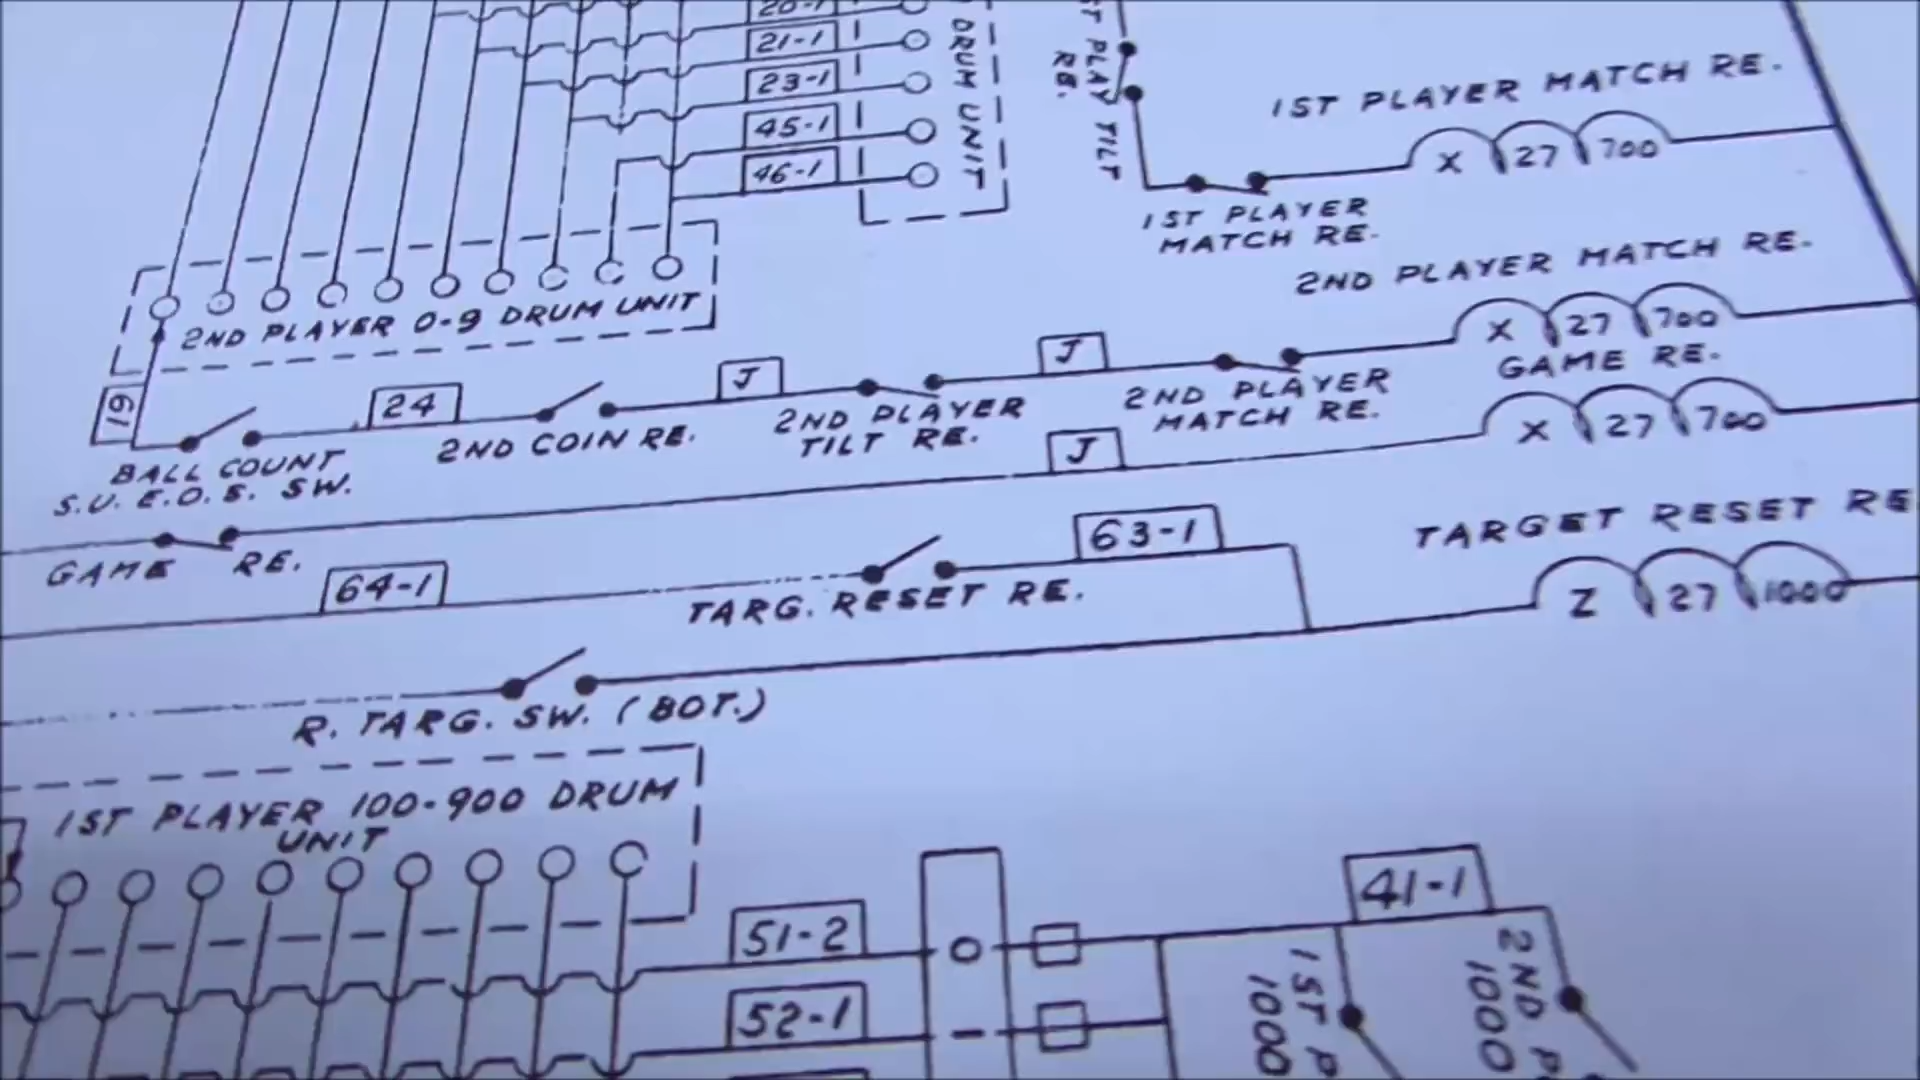 20-1
21-1
23-1
45-1
46-1
DRUM UNIT
ST PLAY TILT
RE.
1ST PLAYER MATCH RE.
X 27 700
1ST PLAYER
MATCH RE.
2ND PLAYER MATCH RE.
X 27 700
2ND PLAYER 0-9 DRUM UNIT
19
24
J
J
BALL COUNT
S.U. E.O.S. SW.
2ND COIN RE.
2ND PLAYER
TILT RE.
2ND PLAYER
MATCH RE.
GAME RE.
X 27 700
J
GAME RE.
64-1
TARG. RESET RE.
63-1
TARGET RESET RE
Z 27 1000
R. TARG. SW. (BOT.)
1ST PLAYER 100-900 DRUM
UNIT
51-2
52-1
41-1
1ST P
1000
2ND P
1000